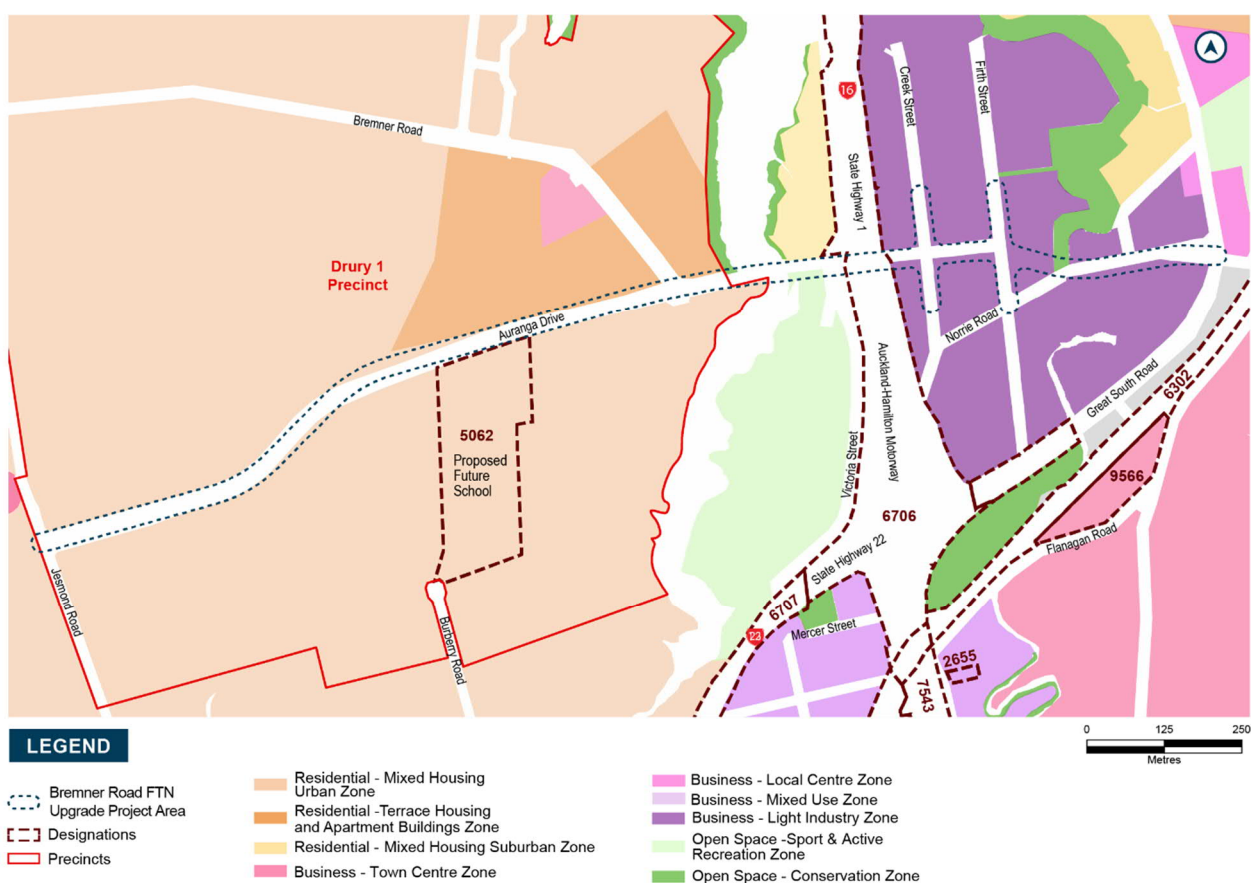 Bremner Road
Creek Street
Firth Street
16
State Highway 1
Drury 1
Precinct
Auranga Drive
Norrie Road
Auckland-Hamilton Motorway
Great South Road
6302
5062
Proposed
Future
School
Victoria Street
9566
6706
Flanagan Road
State Highway 22
Jesmond Road
Burberry Road
6707
22
Mercer Street
2655
7543
LEGEND
0 125 250
Metres
Bremner Road FTN
Upgrade Project Area
Designations
Precincts
Residential - Mixed Housing
Urban Zone
Residential -Terrace Housing
and Apartment Buildings Zone
Residential - Mixed Housing Suburban Zone
Business - Town Centre Zone
Business - Local Centre Zone
Business - Mixed Use Zone
Business - Light Industry Zone
Open Space -Sport & Active
Recreation Zone
Open Space - Conservation Zone